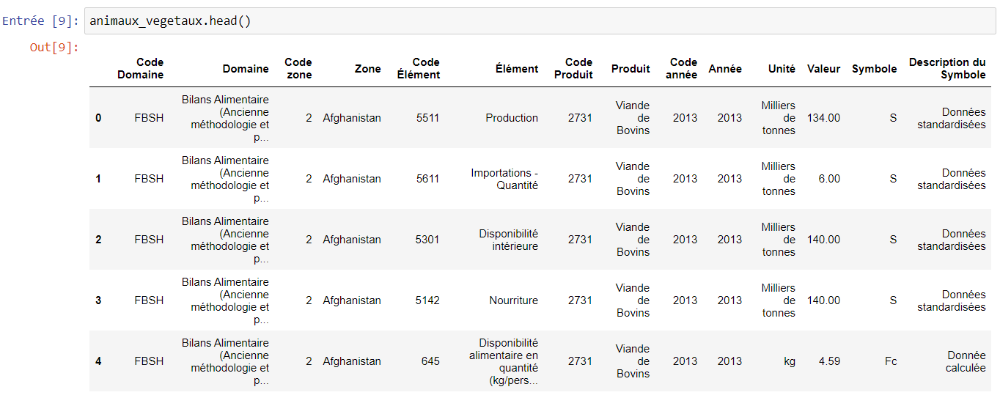 Entrée [9]: animaux_vegetaux.head()
Out[9]:
Code Domaine Domaine Code zone Zone Code Élément Élément Code Produit Produit Code année Année Unité Valeur Symbole Description du Symbole
0 FBSH Bilans Alimentaire (Ancienne méthodologie et p... 2 Afghanistan 5511 Production 2731 Viande de Bovins 2013 2013 Milliers de tonnes 134.00 S Données standardisées
1 FBSH Bilans Alimentaire (Ancienne méthodologie et p... 2 Afghanistan 5611 Importations - Quantité 2731 Viande de Bovins 2013 2013 Milliers de tonnes 6.00 S Données standardisées
2 FBSH Bilans Alimentaire (Ancienne méthodologie et p... 2 Afghanistan 5301 Disponibilité intérieure 2731 Viande de Bovins 2013 2013 Milliers de tonnes 140.00 S Données standardisées
3 FBSH Bilans Alimentaire (Ancienne méthodologie et p... 2 Afghanistan 5142 Nourriture 2731 Viande de Bovins 2013 2013 Milliers de tonnes 140.00 S Données standardisées
4 FBSH Bilans Alimentaire (Ancienne méthodologie et p... 2 Afghanistan 645 Disponibilité alimentaire en quantité (kg/pers... 2731 Viande de Bovins 2013 2013 kg 4.59 Fc Donnée calculée